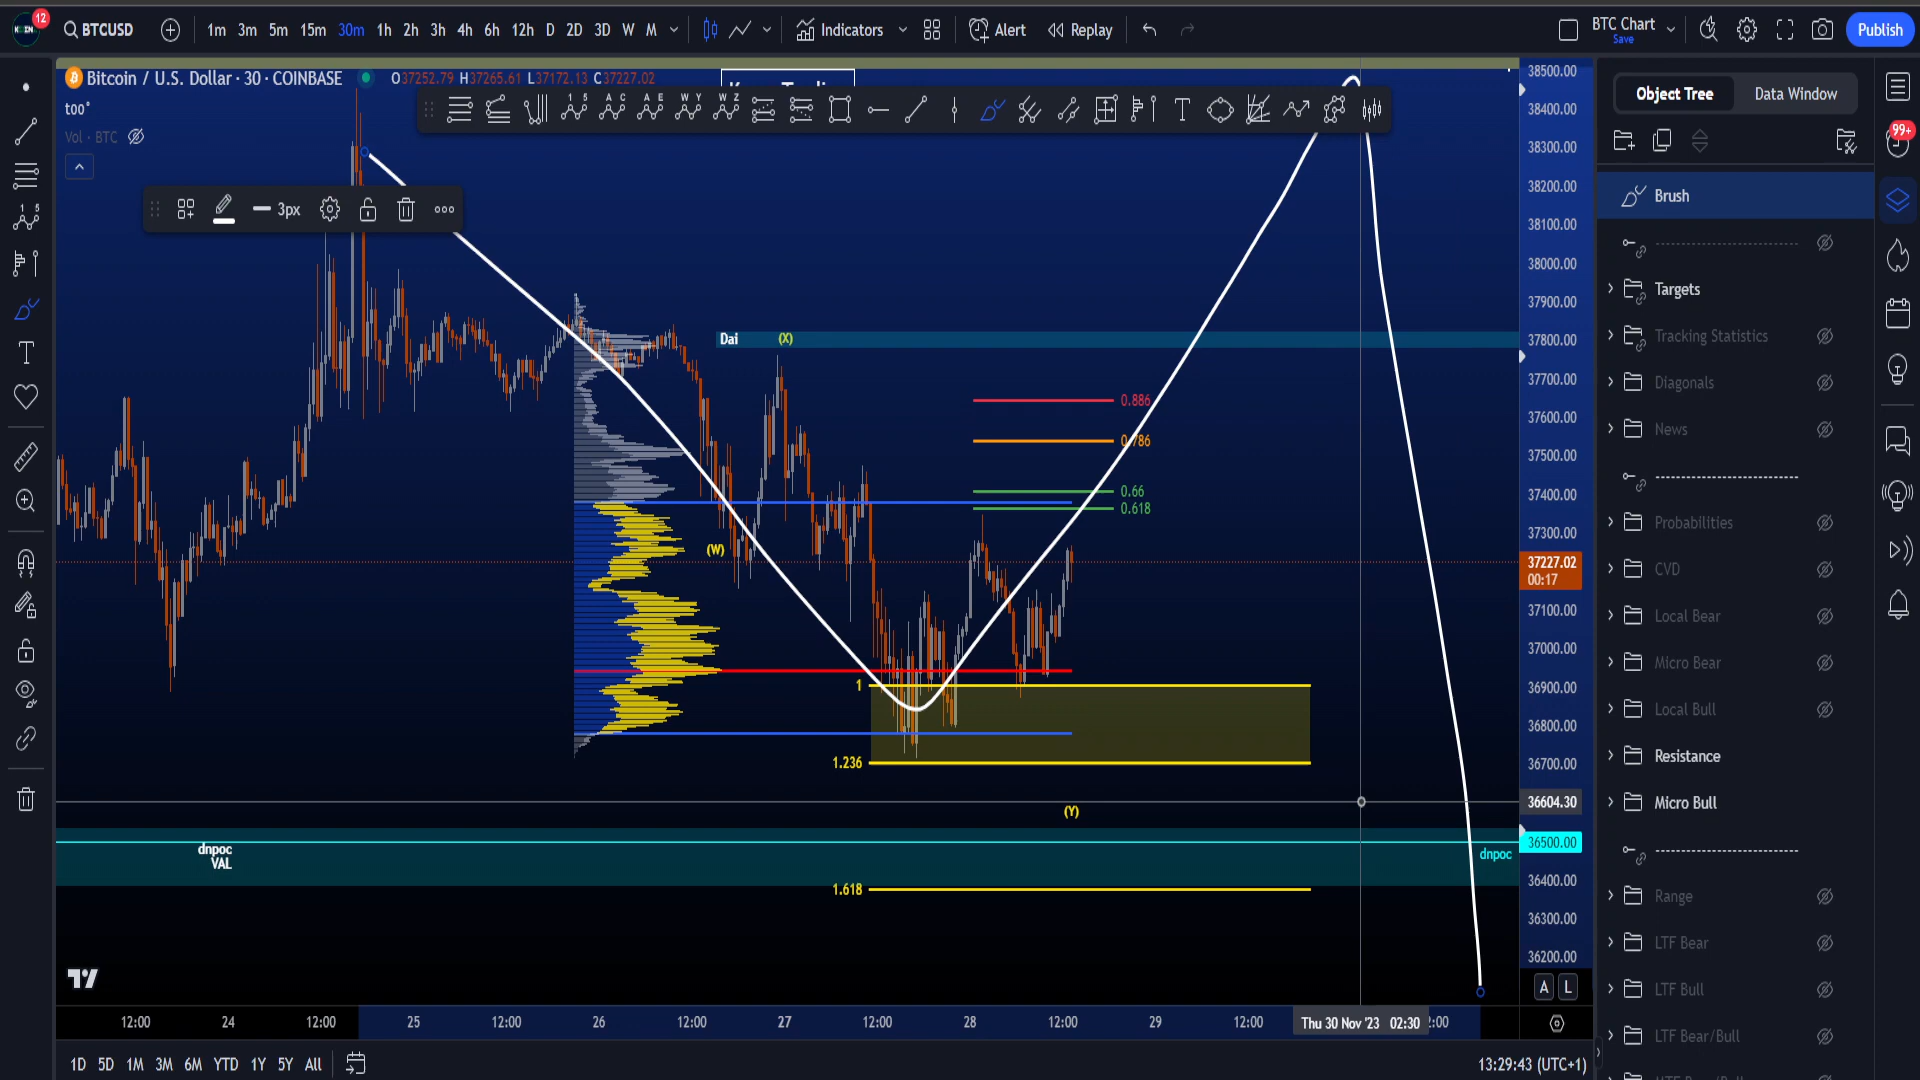 12
BTCUSD
1m 3m 5m 15m 30m 1h 2h 3h 4h 6h 12h D 2D 3D W M
Indicators
Alert
Replay
BTC Chart
Save
Publish
Bitcoin / U.S. Dollar · 30 · COINBASE
O37252.79 H37265.61 L37172.13 C37227.02
Vol · BTC
3px
Dai
(X)
0.886
0.786
0.66
0.618
(W)
1
1.236
(Y)
dnpoc
VAL
dnpoc
1.618
38500.00
38400.00
38300.00
38200.00
38100.00
38000.00
37900.00
37800.00
37700.00
37600.00
37500.00
37400.00
37300.00
37227.02
00:17
37100.00
37000.00
36900.00
36800.00
36700.00
36604.30
36500.00
36400.00
36300.00
36200.00
A L
12:00 24 12:00 25 12:00 26 12:00 27 12:00 28 12:00 29 12:00 Thu 30 Nov '23 02:30 2:00
1D 5D 1M 3M 6M YTD 1Y 5Y All
13:29:43 (UTC+1)
Object Tree
Data Window
99+
Brush
Targets
Tracking Statistics
Diagonals
News
Probabilities
CVD
Local Bear
Micro Bear
Local Bull
Resistance
Micro Bull
Range
LTF Bear
LTF Bull
LTF Bear/Bull